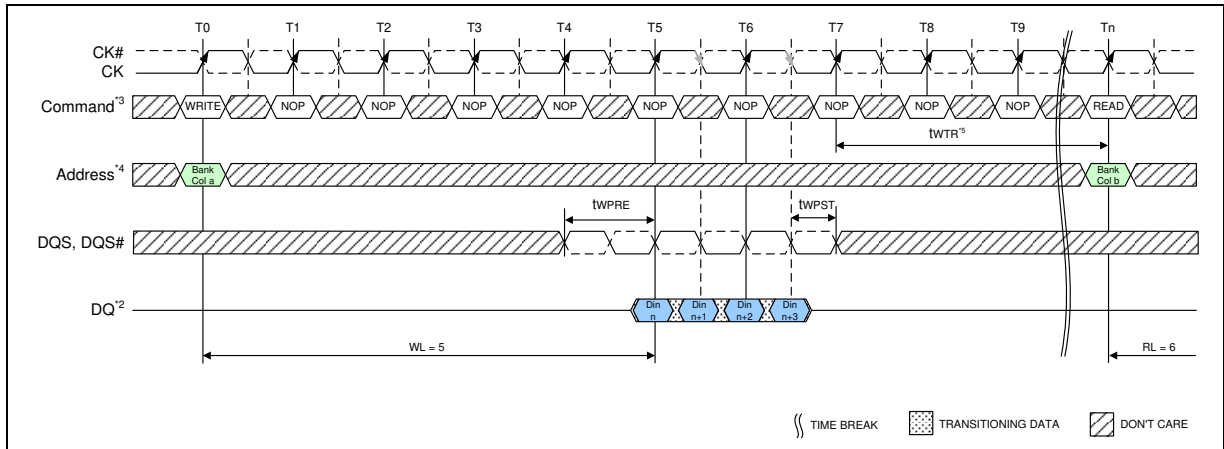 T0 T1 T2 T3 T4 T5 T6 T7 T8 T9 Tn
CK#
CK
Command*3 WRITE NOP NOP NOP NOP NOP NOP NOP NOP NOP READ
tWTR*5
Address*4 Bank Col a Bank Col b
tWPRE tWPST
DQS, DQS#
DQ*2 Din n Din n+1 Din n+2 Din n+3
WL = 5 RL = 6
TIME BREAK TRANSITIONING DATA DON'T CARE